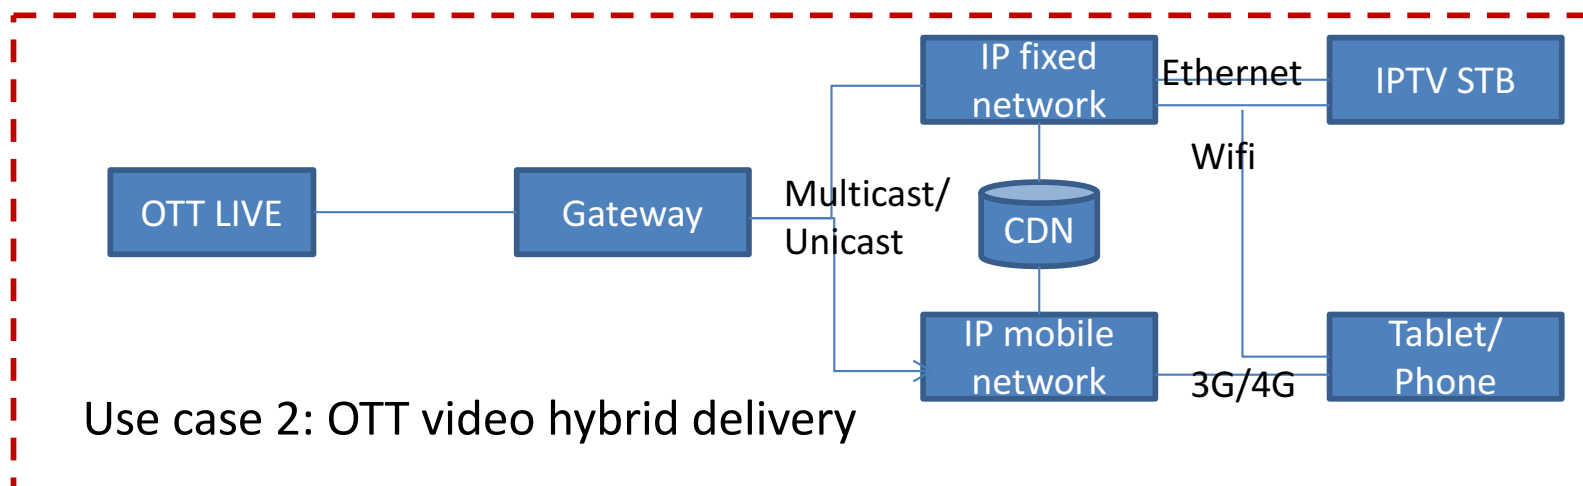 IP fixed
network
Ethernet
IPTV STB
Wifi
OTT LIVE
Gateway
Multicast/
Unicast
CDN
IP mobile
network
3G/4G
Tablet/
Phone
Use case 2: OTT video hybrid delivery